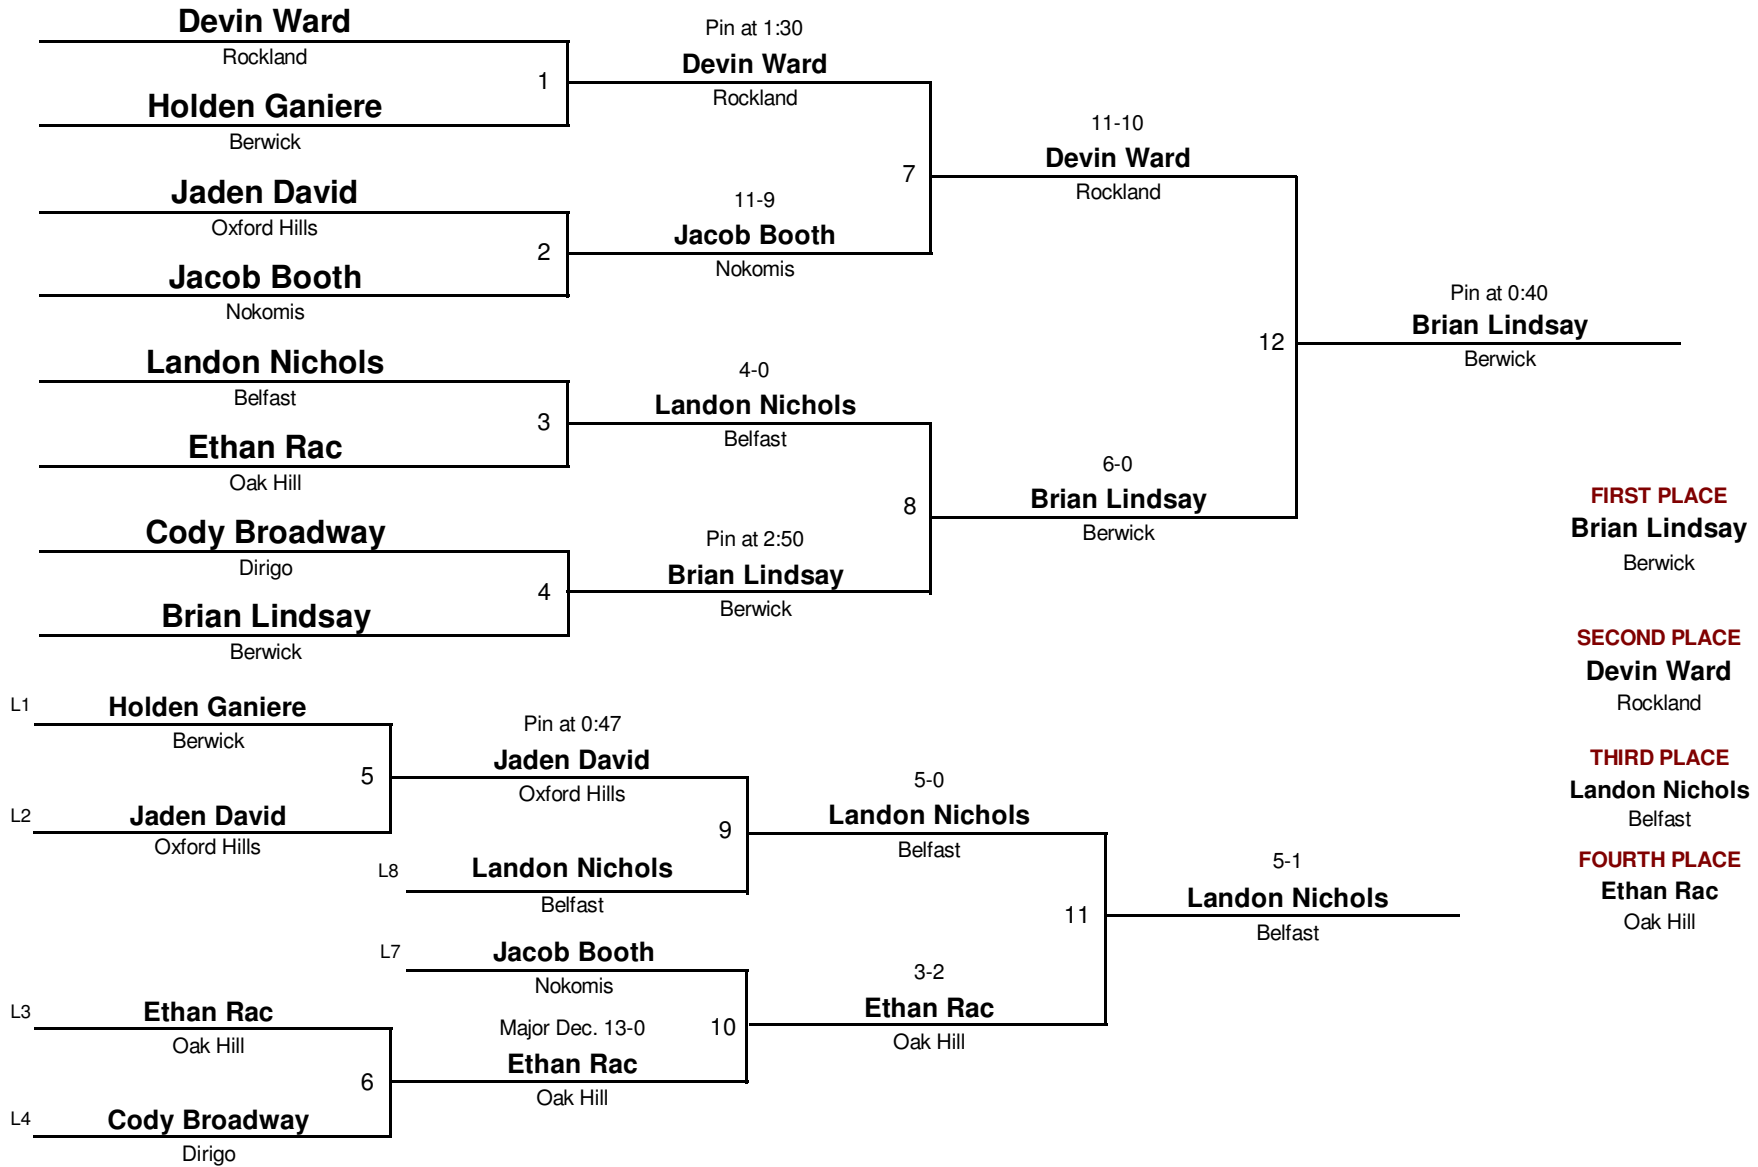 Devin Ward
Rockland
1
Holden Ganiere
Berwick
Jaden David
Oxford Hills
2
Jacob Booth
Nokomis
Landon Nichols
Belfast
3
Ethan Rac
Oak Hill
Cody Broadway
Dirigo
4
Brian Lindsay
Berwick
Pin at 1:30
Devin Ward
Rockland
7
11-9
Jacob Booth
Nokomis
4-0
Landon Nichols
Belfast
8
Pin at 2:50
Brian Lindsay
Berwick
11-10
Devin Ward
Rockland
12
6-0
Brian Lindsay
Berwick
Pin at 0:40
Brian Lindsay
Berwick
L1
Holden Ganiere
Berwick
5
L2
Jaden David
Oxford Hills
Pin at 0:47
Jaden David
Oxford Hills
9
L8
Landon Nichols
Belfast
L7
Jacob Booth
Nokomis
10
Major Dec. 13-0
Ethan Rac
Oak Hill
L3
Ethan Rac
Oak Hill
6
L4
Cody Broadway
Dirigo
5-0
Landon Nichols
Belfast
11
3-2
Ethan Rac
Oak Hill
5-1
Landon Nichols
Belfast
FIRST PLACE
Brian Lindsay
Berwick
SECOND PLACE
Devin Ward
Rockland
THIRD PLACE
Landon Nichols
Belfast
FOURTH PLACE
Ethan Rac
Oak Hill